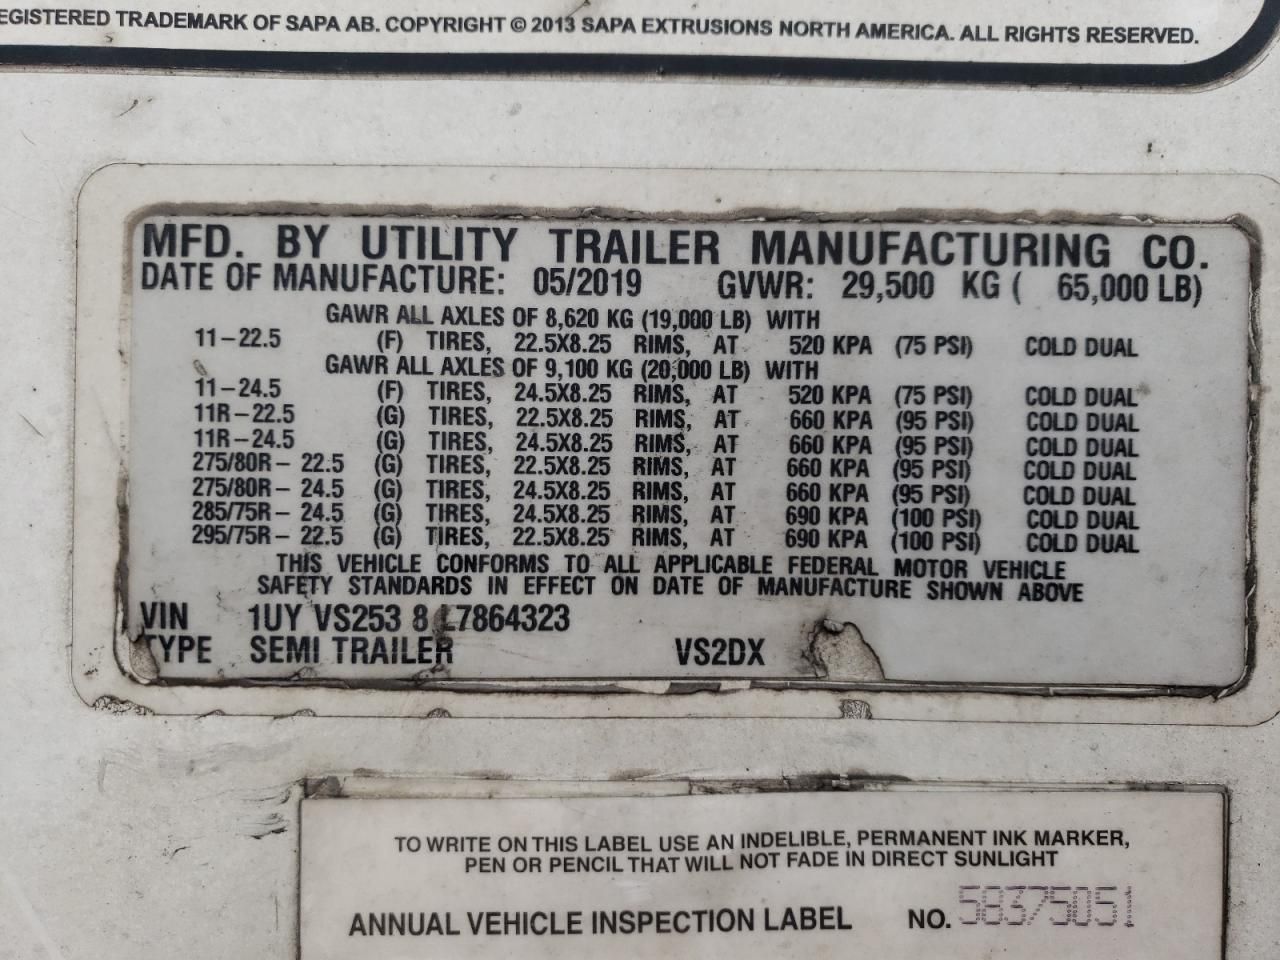 EGISTERED TRADEMARK OF SAPA AB. COPYRIGHT © 2013 SAPA EXTRUSIONS NORTH AMERICA. ALL RIGHTS RESERVED.
MFD. BY UTILITY TRAILER MANUFACTURING CO.
DATE OF MANUFACTURE: 05/2019 GVWR: 29,500 KG ( 65,000 LB)
GAWR ALL AXLES OF 8,620 KG (19,000 LB) WITH
11-22.5 (F) TIRES, 22.5X8.25 RIMS, AT 520 KPA (75 PSI) COLD DUAL
GAWR ALL AXLES OF 9,100 KG (20,000 LB) WITH
11-24.5 (F) TIRES, 24.5X8.25 RIMS, AT 520 KPA (75 PSI) COLD DUAL
11R-22.5 (G) TIRES, 22.5X8.25 RIMS, AT 660 KPA (95 PSI) COLD DUAL
11R-24.5 (G) TIRES, 24.5X8.25 RIMS, AT 660 KPA (95 PSI) COLD DUAL
275/80R- 22.5 (G) TIRES, 22.5X8.25 RIMS, AT 660 KPA (95 PSI) COLD DUAL
275/80R- 24.5 (G) TIRES, 24.5X8.25 RIMS, AT 660 KPA (95 PSI) COLD DUAL
285/75R- 24.5 (G) TIRES, 24.5X8.25 RIMS, AT 690 KPA (100 PSI) COLD DUAL
295/75R- 22.5 (G) TIRES, 22.5X8.25 RIMS, AT 690 KPA (100 PSI) COLD DUAL
THIS VEHICLE CONFORMS TO ALL APPLICABLE FEDERAL MOTOR VEHICLE
SAFETY STANDARDS IN EFFECT ON DATE OF MANUFACTURE SHOWN ABOVE
VIN 1UY VS253 8 L7864323
TYPE SEMI TRAILER VS2DX
TO WRITE ON THIS LABEL USE AN INDELIBLE, PERMANENT INK MARKER,
PEN OR PENCIL THAT WILL NOT FADE IN DIRECT SUNLIGHT
ANNUAL VEHICLE INSPECTION LABEL NO. 58375051